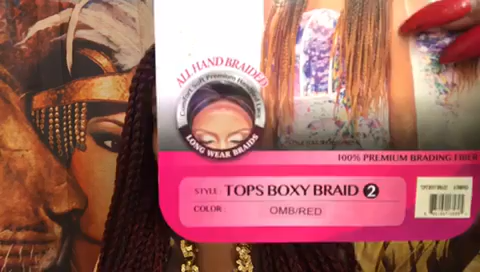 ALL HAND BRAIDED
LONG WEAR BRAIDS
100% PREMIUM BRADING FIBER
STYLE : TOPS BOXY BRAID 2
COLOR : OMB/RED